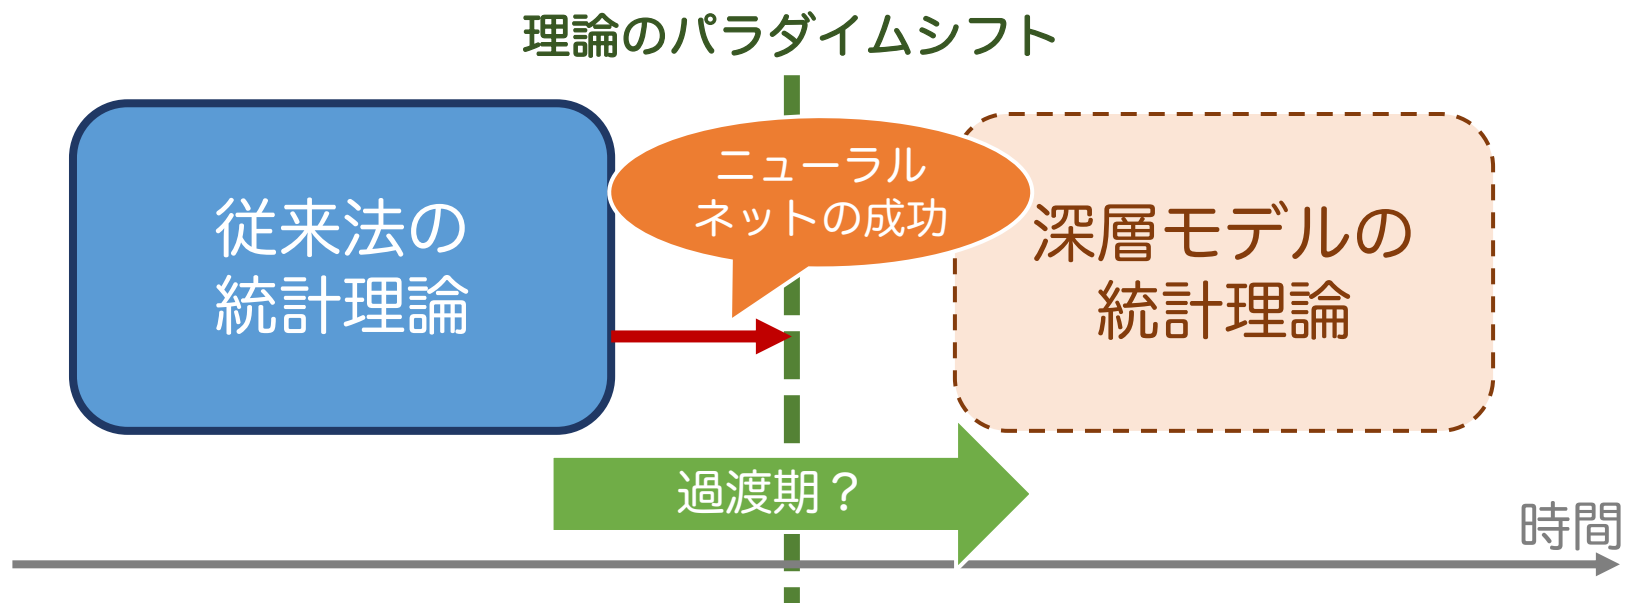 理論のパラダイムシフト
従来法の
統計理論
ニューラル
ネットの成功
深層モデルの
統計理論
過渡期？
時間